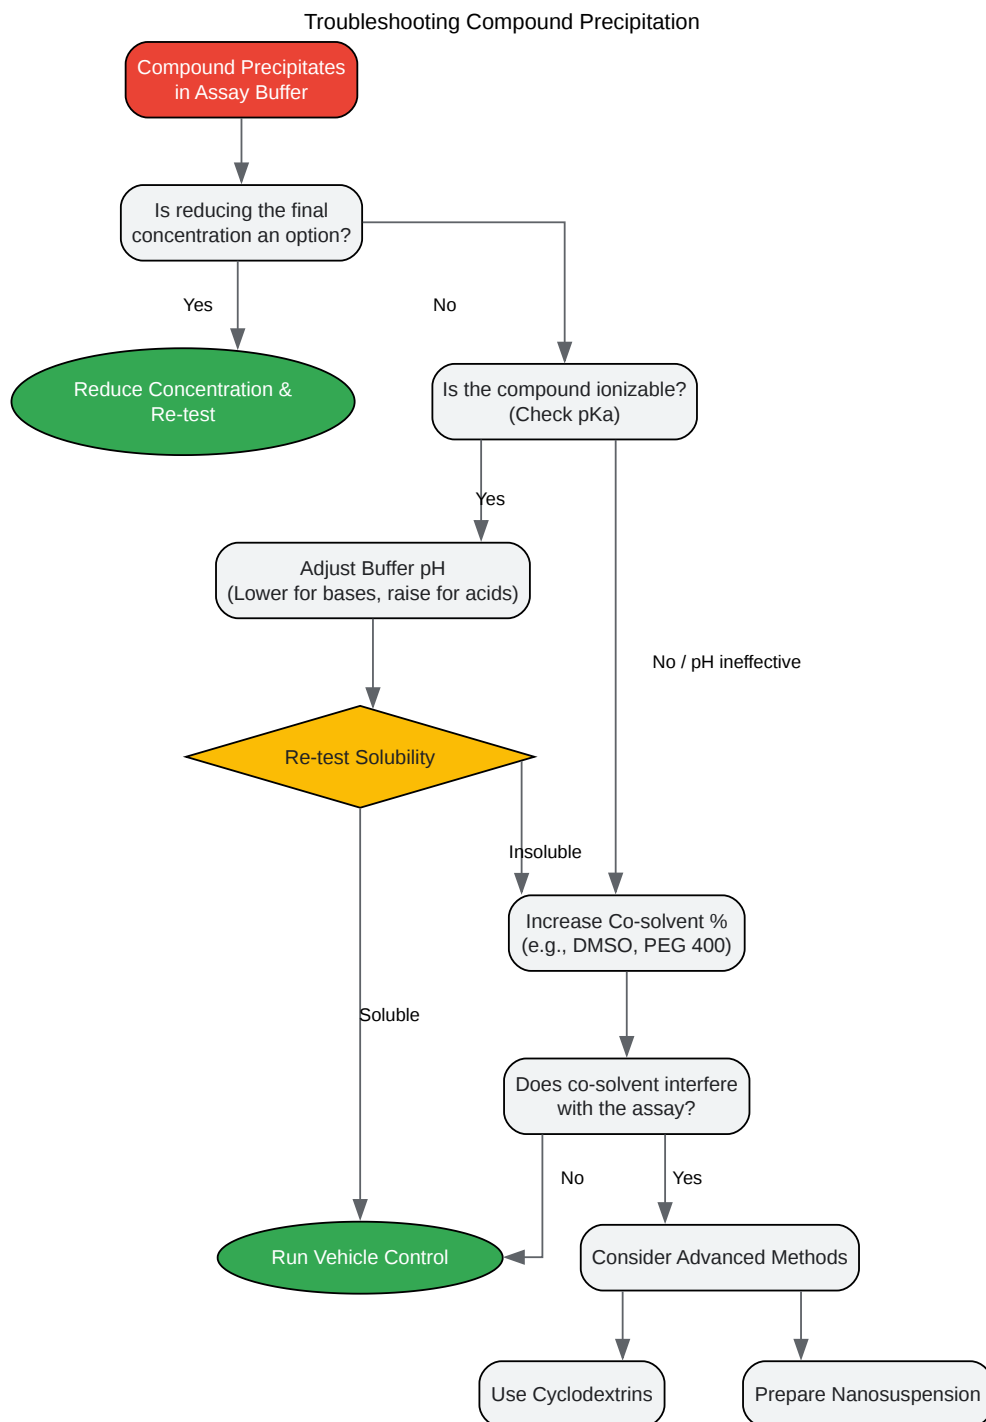 Troubleshooting Compound Precipitation
Compound Precipitates
in Assay Buffer
Is reducing the final
concentration an option?
Yes
No
Reduce Concentration &
Re-test
Is the compound ionizable?
(Check pKa)
Yes
Adjust Buffer pH
(Lower for bases, raise for acids)
No / pH ineffective
Re-test Solubility
Insoluble
Increase Co-solvent %
(e.g., DMSO, PEG 400)
Soluble
Does co-solvent interfere
with the assay?
No
Yes
Run Vehicle Control
Consider Advanced Methods
Use Cyclodextrins
Prepare Nanosuspension